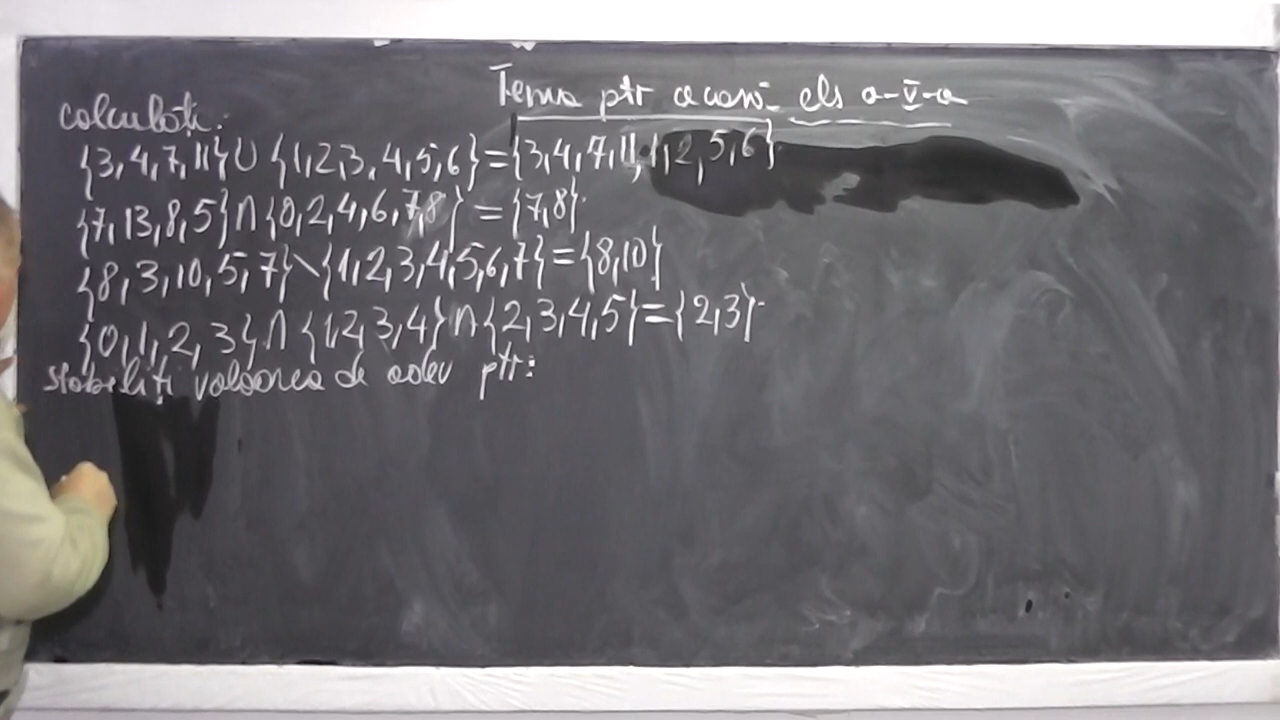 Tema ptr acasă cls a-V-a
calculați:
{3,4,7,11}∪{1,2,3,4,5,6}={3,4,7,11,1,2,5,6}.
{7,13,8,5}∩{0,2,4,6,7,8}={7,8}.
{8,3,10,5,7}\{1,2,3,4,5,6,7}={8,10}.
{0,1,2,3}∩{1,2,3,4}∩{2,3,4,5}={2,3}.
stabiliți valoarea de adev ptr: